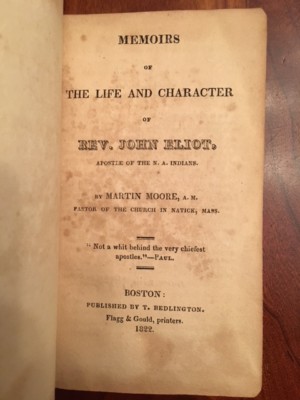 MEMOIRS
OF
THE LIFE AND CHARACTER
OF
REV. JOHN ELIOT,
APOSTLE OF THE N. A. INDIANS.
BY MARTIN MOORE, A. M.
PASTOR OF THE CHURCH IN NATICK, MASS.
"Not a whit behind the very chiefest
apostles."—PAUL.
BOSTON:
PUBLISHED BY T. BEDLINGTON.
Flagg & Gould, printers.
1822.